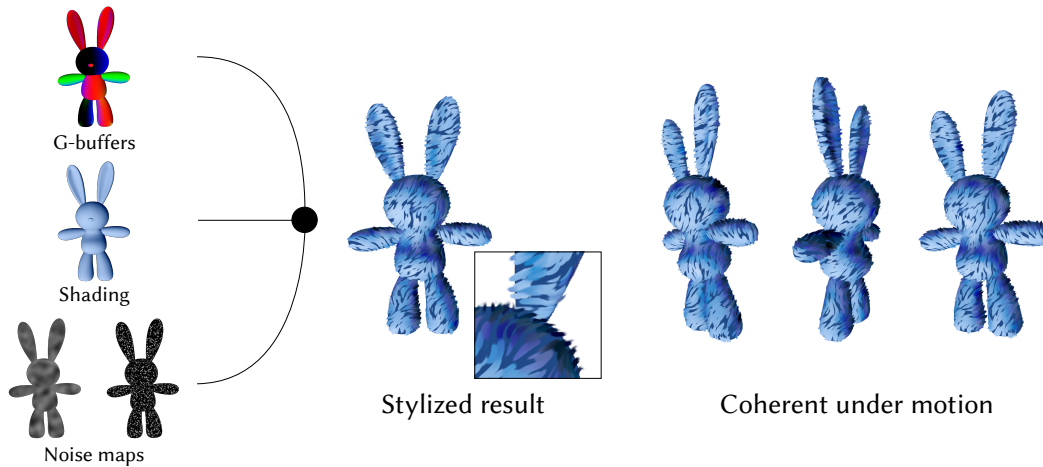 G-buffers
Shading
Noise maps
Stylized result
Coherent under motion